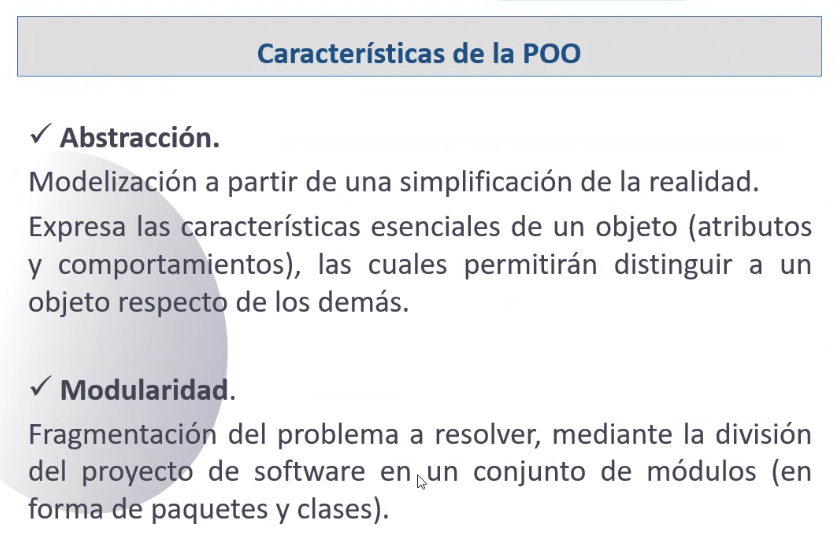 Características de la POO
✓ Abstracción.
Modelización a partir de una simplificación de la realidad.
Expresa las características esenciales de un objeto (atributos
y comportamientos), las cuales permitirán distinguir a un
objeto respecto de los demás.
✓ Modularidad.
Fragmentación del problema a resolver, mediante la división
del proyecto de software en un conjunto de módulos (en
forma de paquetes y clases).